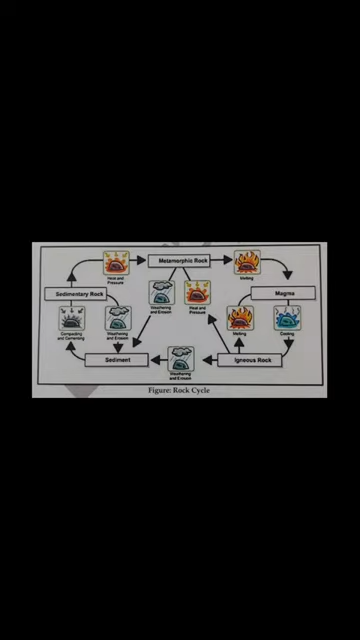 Metamorphic Rock
Heat and
Pressure
Melting
Sedimentary Rock
Weathering
and Erosion
Heat and
Pressure
Magma
Compacting
and Cementing
Weathering
and Erosion
Melting
Cooling
Sediment
Igneous Rock
Weathering
and Erosion
Figure: Rock Cycle